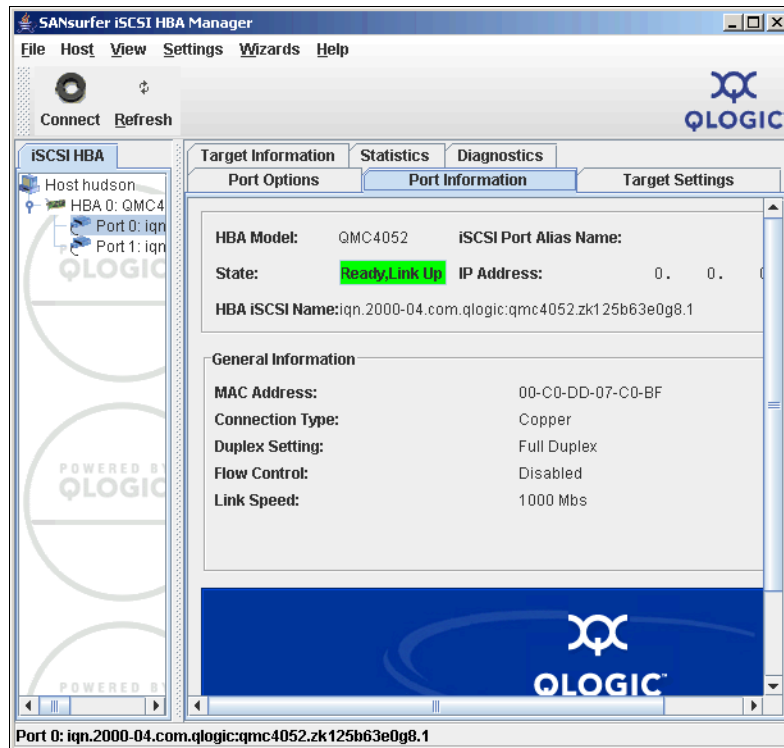 SANsurfer iSCSI HBA Manager
File Host View Settings Wizards Help
Connect Refresh
QLOGIC
iSCSI HBA
Host hudson
HBA 0: QMC4
Port 0: iqn
Port 1: iqn
QLOGIC
POWERED BY
QLOGIC
POWERED BY
Target Information Statistics Diagnostics
Port Options Port Information Target Settings
HBA Model: QMC4052 iSCSI Port Alias Name:
State: Ready,Link Up IP Address: 0. 0.
HBA iSCSI Name:iqn.2000-04.com.qlogic:qmc4052.zk125b63e0g8.1
General Information
MAC Address: 00-C0-DD-07-C0-BF
Connection Type: Copper
Duplex Setting: Full Duplex
Flow Control: Disabled
Link Speed: 1000 Mbs
QLOGIC
Port 0: iqn.2000-04.com.qlogic:qmc4052.zk125b63e0g8.1